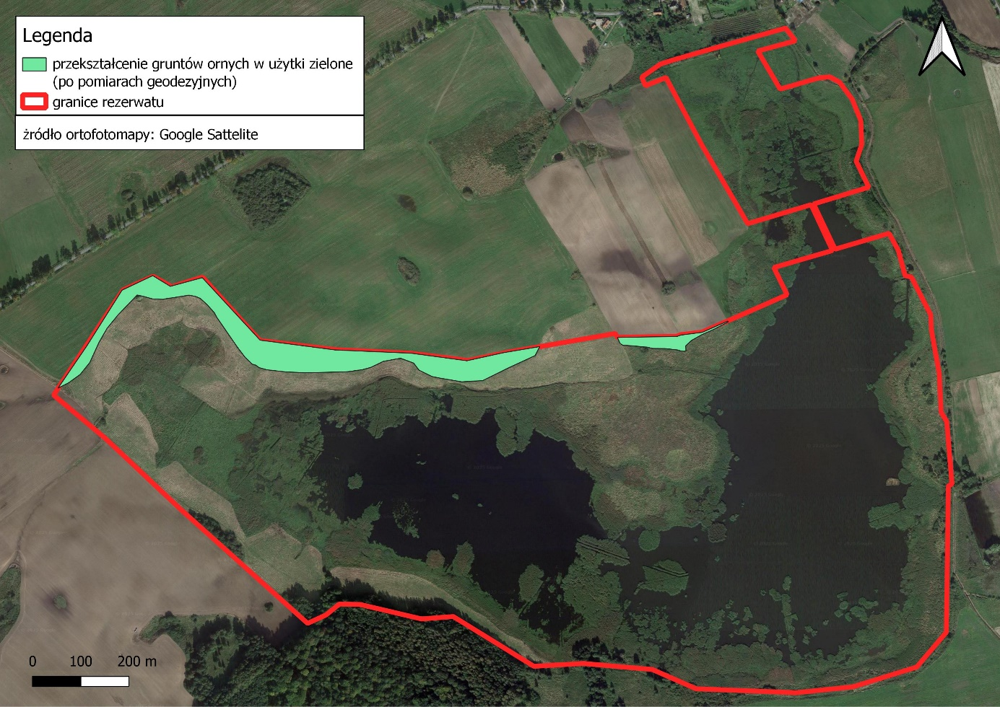 Legenda
przekształcenie gruntów ornych w użytki zielone
(po pomiarach geodezyjnych)
granice rezerwatu
żródło ortofotomapy: Google Sattelite
0 100 200 m